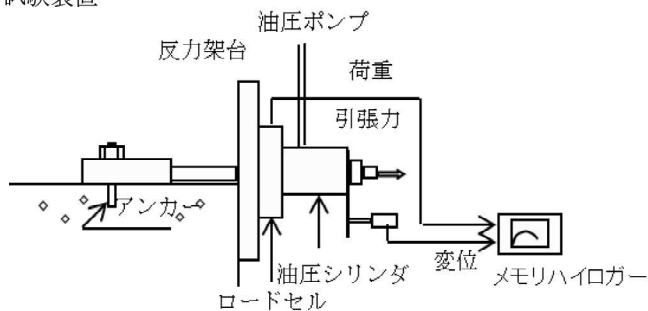 試験装置
油圧ポンプ
反力架台
荷重
引張力
アンカー
変位
メモリハイロガー
油圧シリンダ
ロードセル